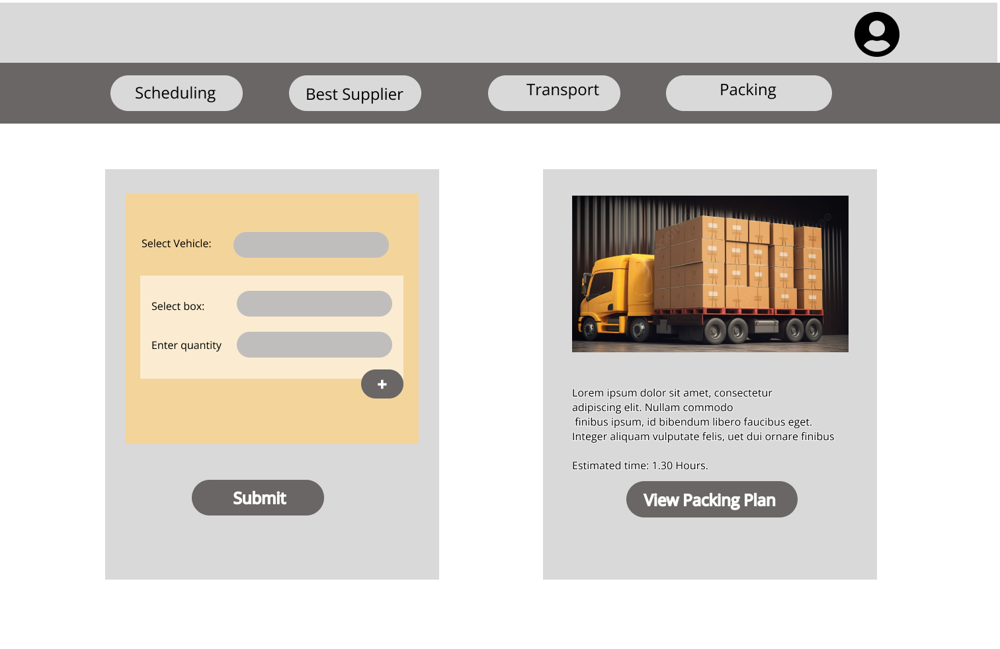 Scheduling
Best Supplier
Transport
Packing
Select Vehicle:
Select box:
Enter quantity
+
Submit
Lorem ipsum dolor sit amet, consectetur
adipiscing elit. Nullam commodo
finibus ipsum, id bibendum libero faucibus eget.
Integer aliquam vulputate felis, uet dui ornare finibus
Estimated time: 1.30 Hours.
View Packing Plan